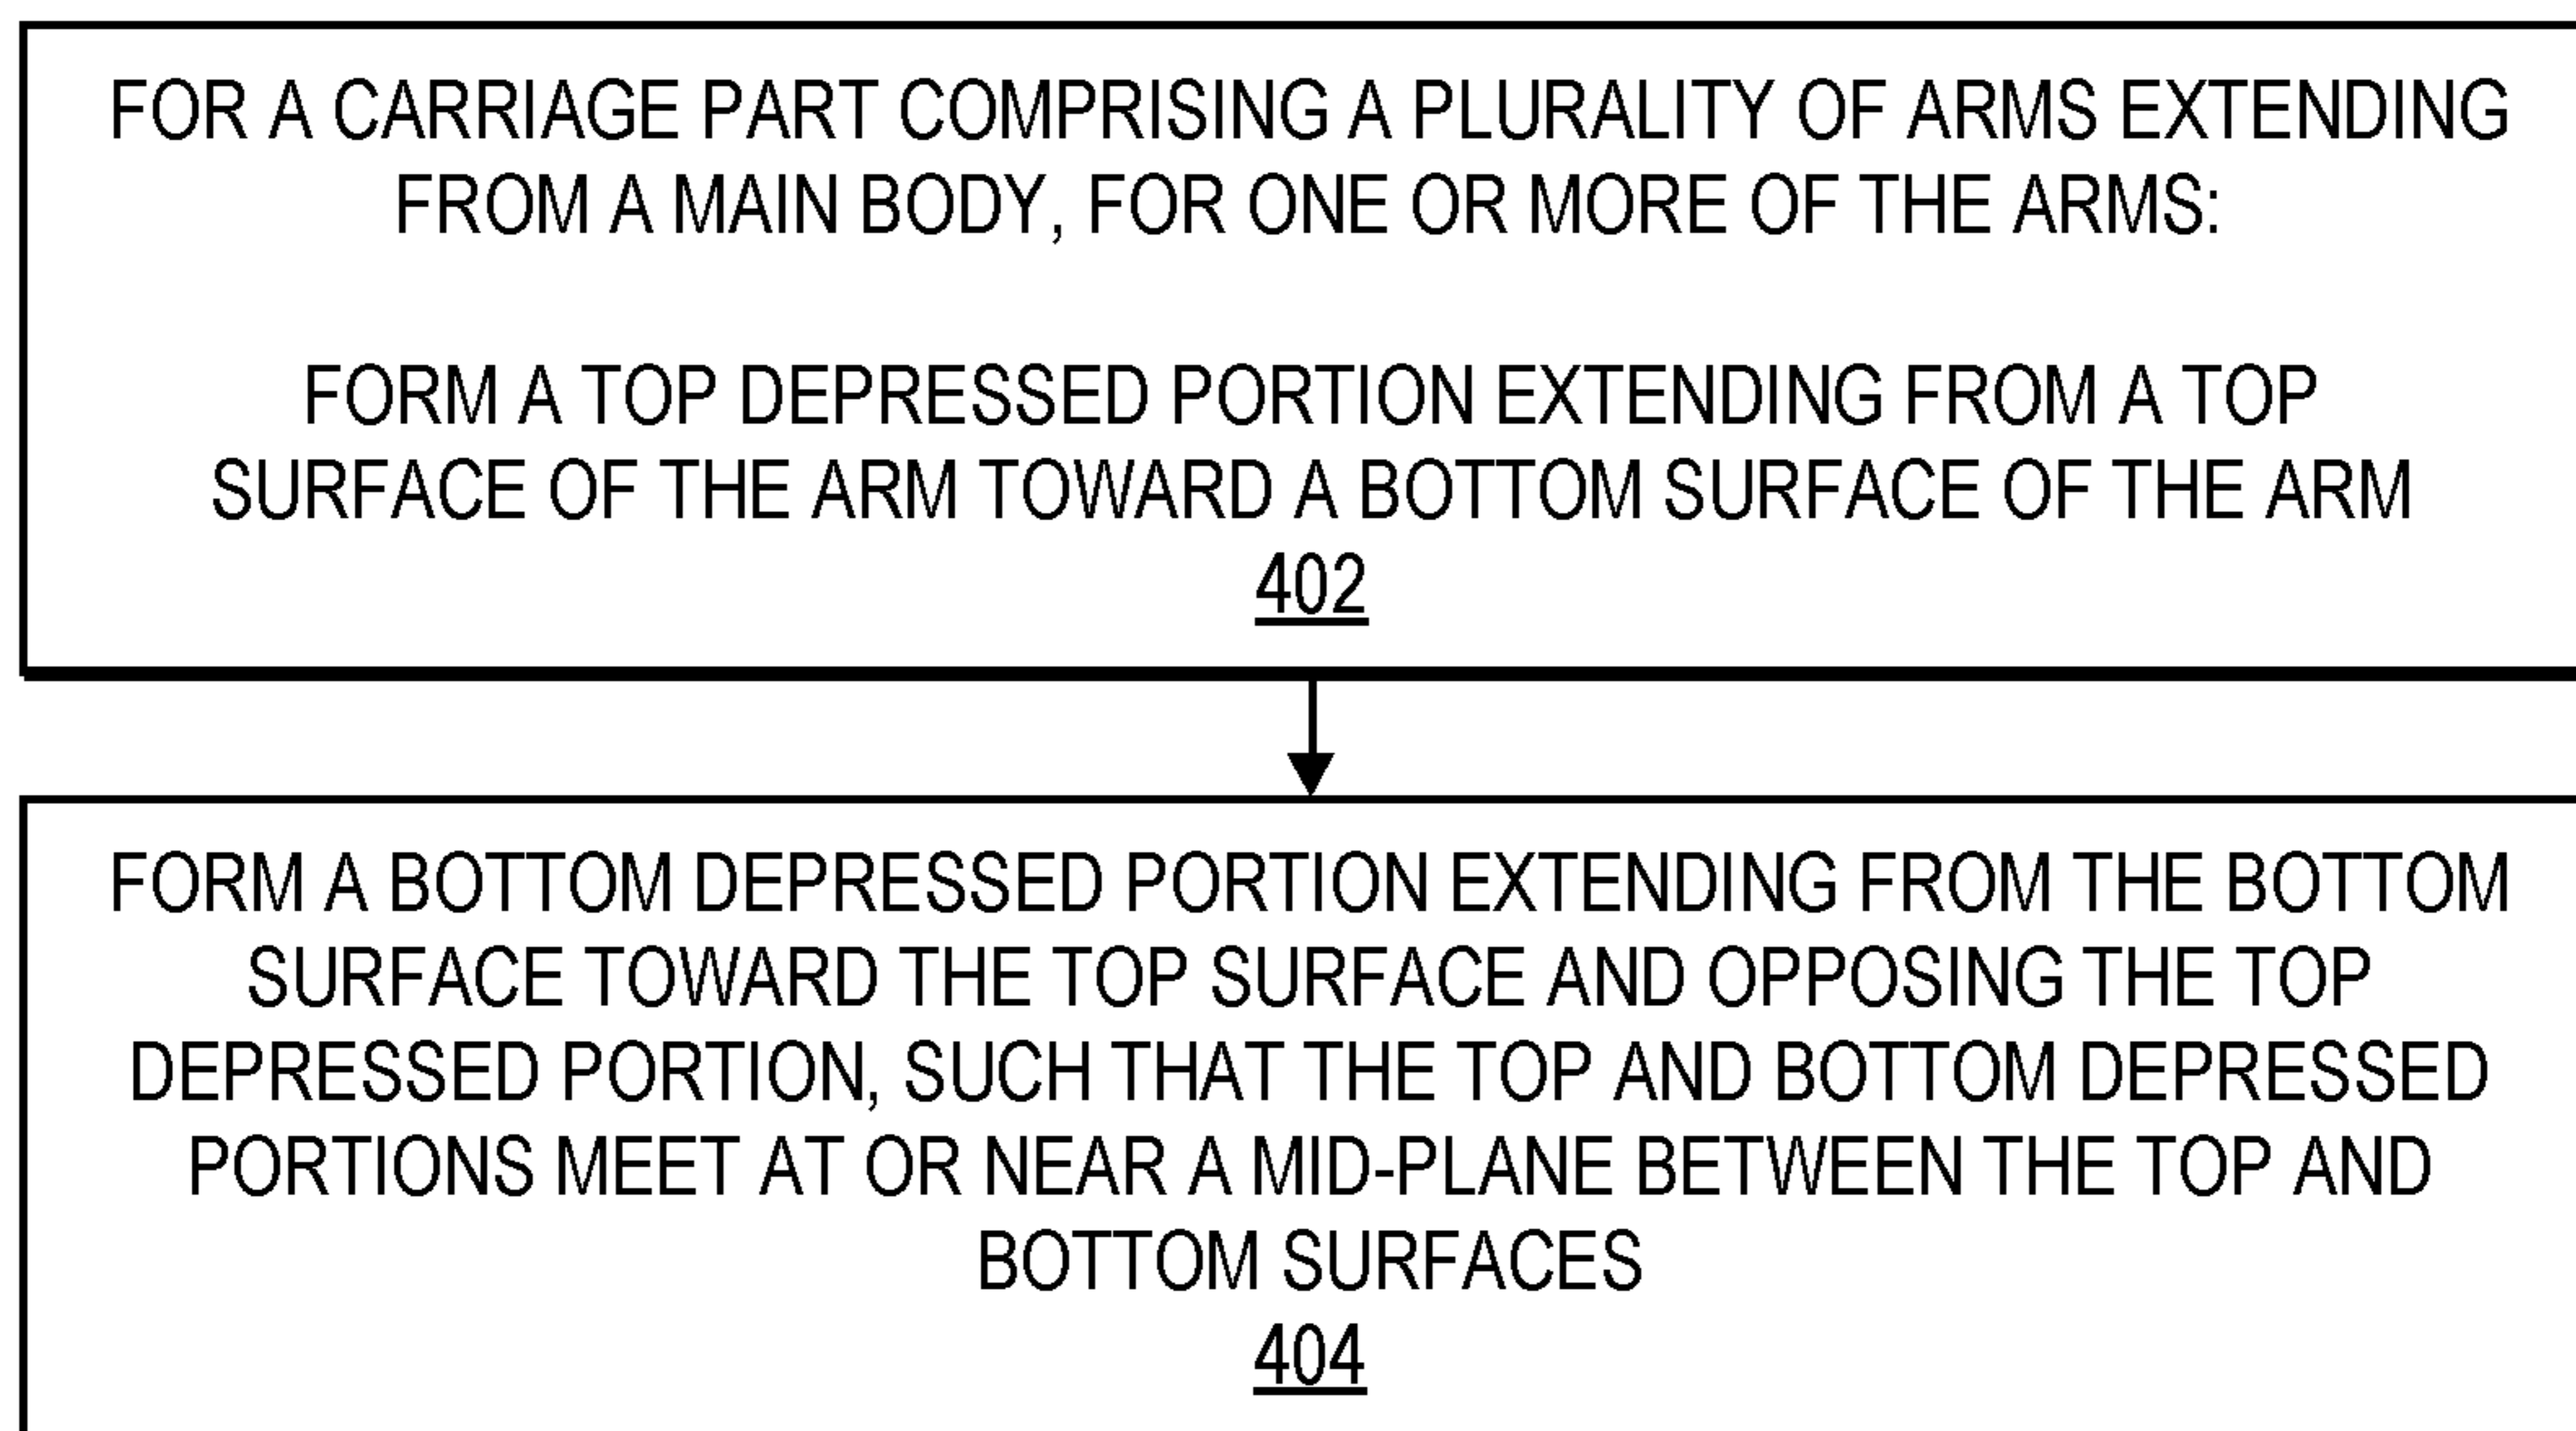 FOR A CARRIAGE PART COMPRISING A PLURALITY OF ARMS EXTENDING
FROM A MAIN BODY, FOR ONE OR MORE OF THE ARMS:
FORM A TOP DEPRESSED PORTION EXTENDING FROM A TOP
SURFACE OF THE ARM TOWARD A BOTTOM SURFACE OF THE ARM
402
FORM A BOTTOM DEPRESSED PORTION EXTENDING FROM THE BOTTOM
SURFACE TOWARD THE TOP SURFACE AND OPPOSING THE TOP
DEPRESSED PORTION, SUCH THAT THE TOP AND BOTTOM DEPRESSED
PORTIONS MEET AT OR NEAR A MID-PLANE BETWEEN THE TOP AND
BOTTOM SURFACES
404